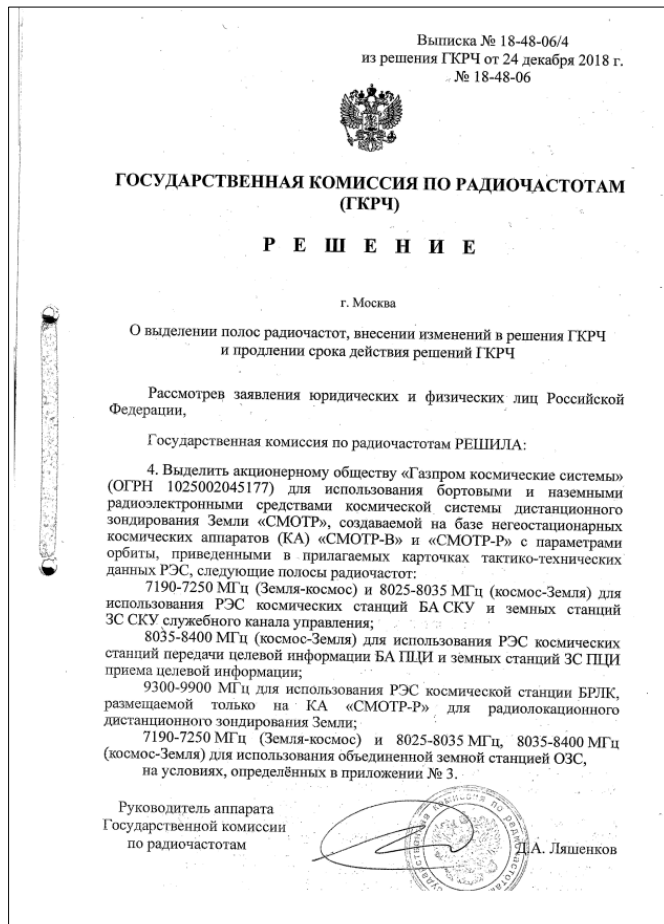 Выписка № 18-48-06/4
из решения ГКРЧ от 24 декабря 2018 г.
№ 18-48-06
ГОСУДАРСТВЕННАЯ КОМИССИЯ ПО РАДИОЧАСТОТАМ
(ГКРЧ)
Р Е Ш Е Н И Е
г. Москва
О выделении полос радиочастот, внесении изменений в решения ГКРЧ
и продлении срока действия решений ГКРЧ
Рассмотрев заявления юридических и физических лиц Российской
Федерации,
Государственная комиссия по радиочастотам РЕШИЛА:
4. Выделить акционерному обществу «Газпром космические системы»
(ОГРН 1025002045177) для использования бортовыми и наземными
радиоэлектронными средствами космической системы дистанционного
зондирования Земли «СМОТР», создаваемой на базе негеостационарных
космических аппаратов (КА) «СМОТР-В» и «СМОТР-Р» с параметрами
орбиты, приведенными в прилагаемых карточках тактико-технических
данных РЭС, следующие полосы радиочастот:
7190-7250 МГц (Земля-космос) и 8025-8035 МГц (космос-Земля) для
использования РЭС космических станций БА СКУ и земных станций
ЗС СКУ служебного канала управления;
8035-8400 МГц (космос-Земля) для использования РЭС космических
станций передачи целевой информации БА ПЦИ и земных станций ЗС ПЦИ
приема целевой информации;
9300-9900 МГц для использования РЭС космической станции БРЛК,
размещаемой только на КА «СМОТР-Р» для радиолокационного
дистанционного зондирования Земли;
7190-7250 МГц (Земля-космос) и 8025-8035 МГц, 8035-8400 МГц
(космос-Земля) для использования объединенной земной станцией ОЗС,
на условиях, определённых в приложении № 3.
Руководитель аппарата
Государственной комиссии
по радиочастотам
Д.А. Ляшенков